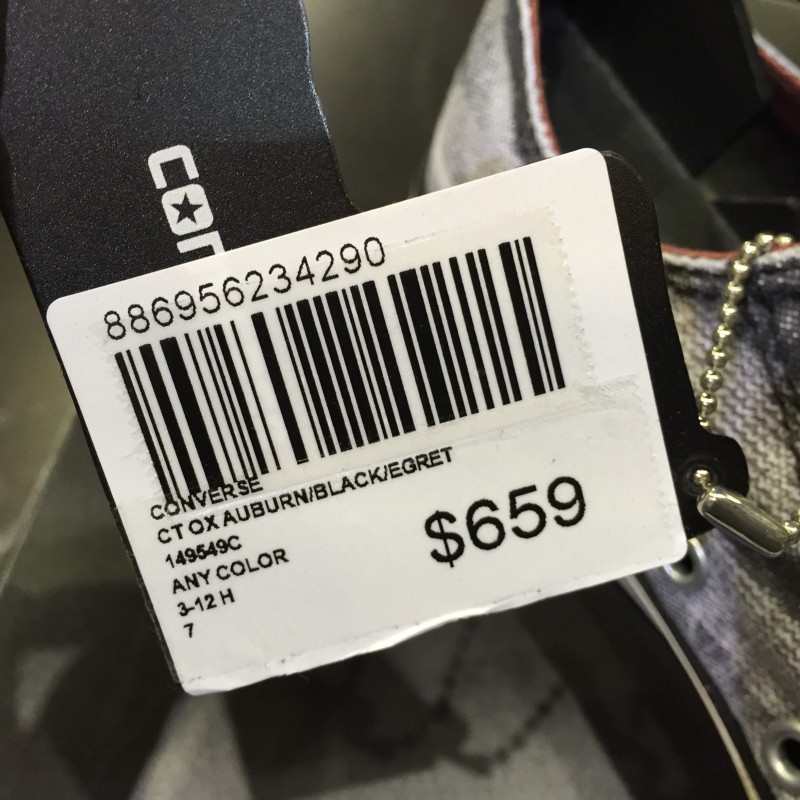 CON
886956234290
CONVERSE
CT OX AUBURN/BLACK/EGRET
149549C
ANY COLOR
3-12 H
7
$659